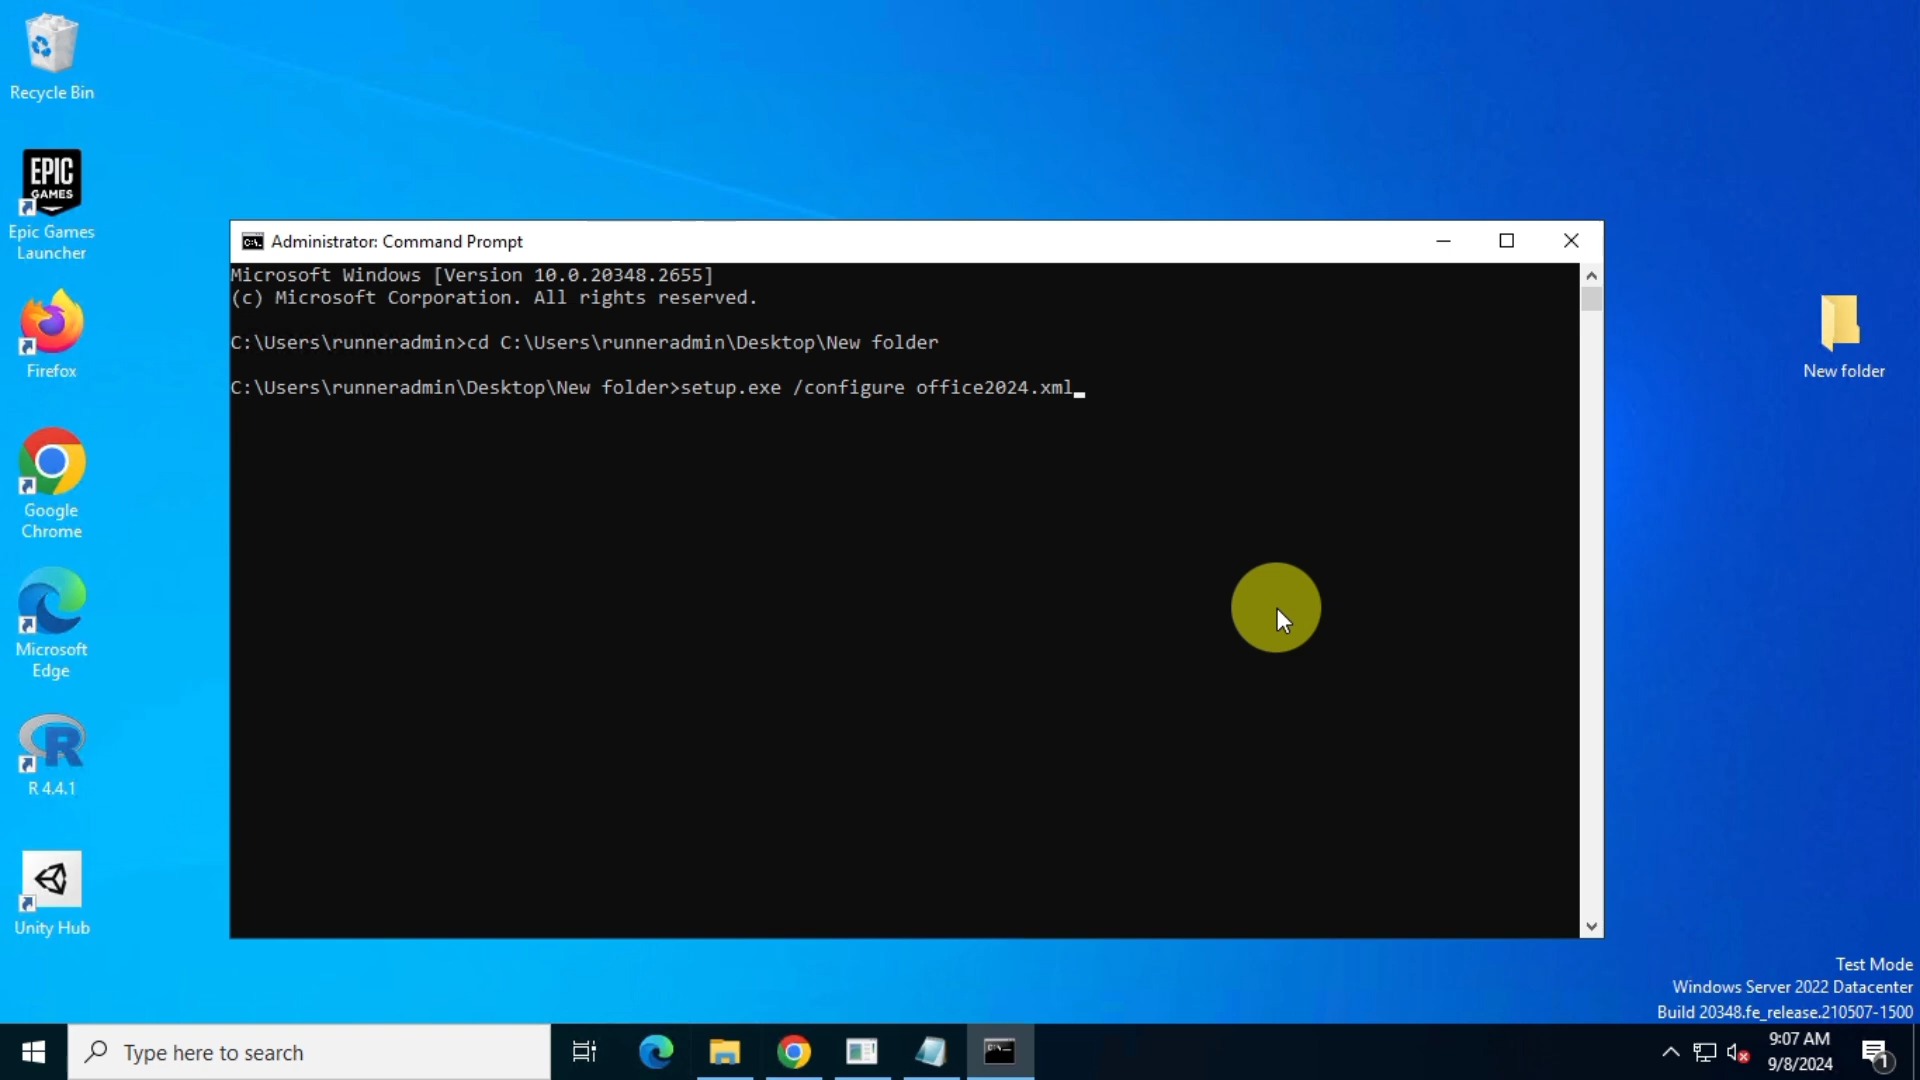 Recycle Bin
EPIC
GAMES
Epic Games
Launcher
Firefox
Google
Chrome
Microsoft
Edge
R 4.4.1
Unity Hub
Administrator: Command Prompt
Microsoft Windows [Version 10.0.20348.2655]
(c) Microsoft Corporation. All rights reserved.
C:\Users\runneradmin>cd C:\Users\runneradmin\Desktop\New folder
C:\Users\runneradmin\Desktop\New folder>setup.exe /configure office2024.xml
New folder
Test Mode
Windows Server 2022 Datacenter
Build 20348.fe_release.210507-1500
Type here to search
9:07 AM
9/8/2024
1